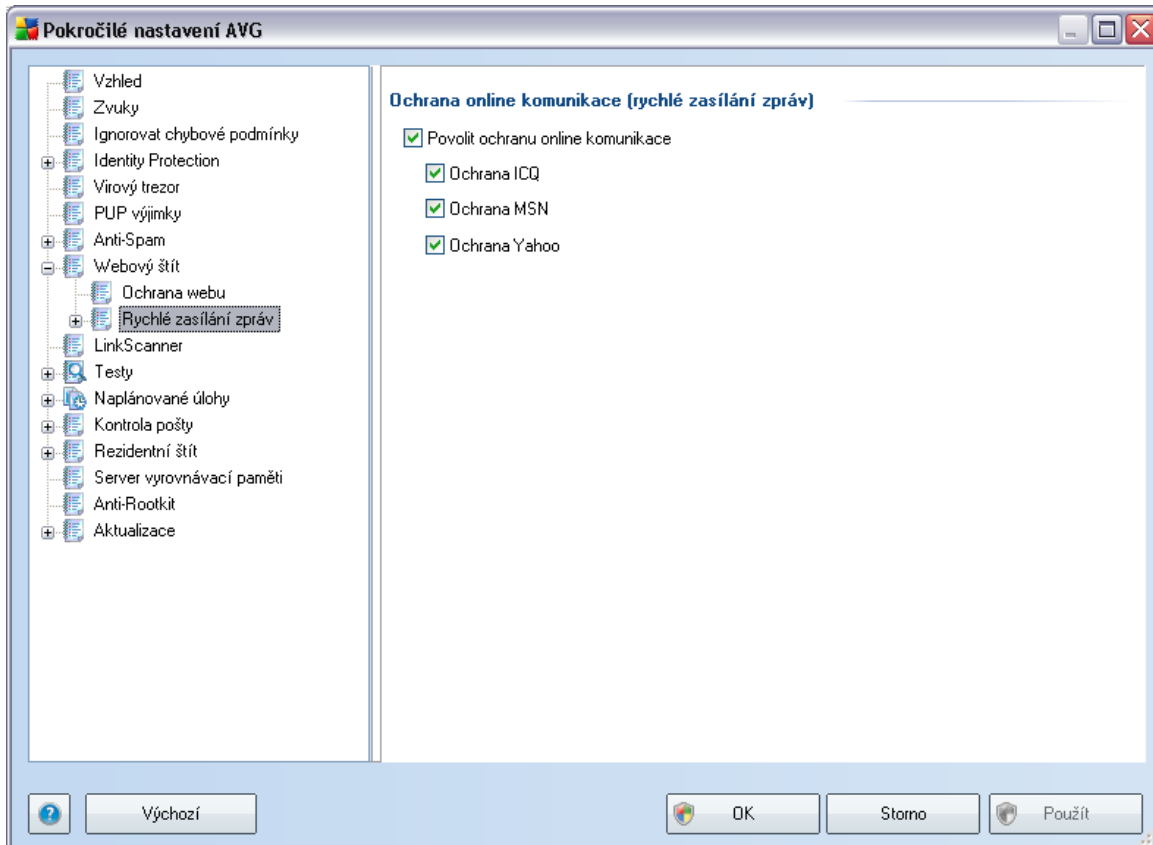 Pokročilé nastavení AVG
Vzhled
Zvuky
Ignorovat chybové podmínky
Identity Protection
Virový trezor
PUP výjimky
Anti-Spam
Webový štít
Ochrana webu
Rychlé zasílání zpráv
LinkScanner
Testy
Naplánované úlohy
Kontrola pošty
Rezidentní štít
Server vyrovnávací paměti
Anti-Rootkit
Aktualizace
Ochrana online komunikace (rychlé zasílání zpráv)
Povolit ochranu online komunikace
Ochrana ICQ
Ochrana MSN
Ochrana Yahoo
Výchozí
OK
Storno
Použít